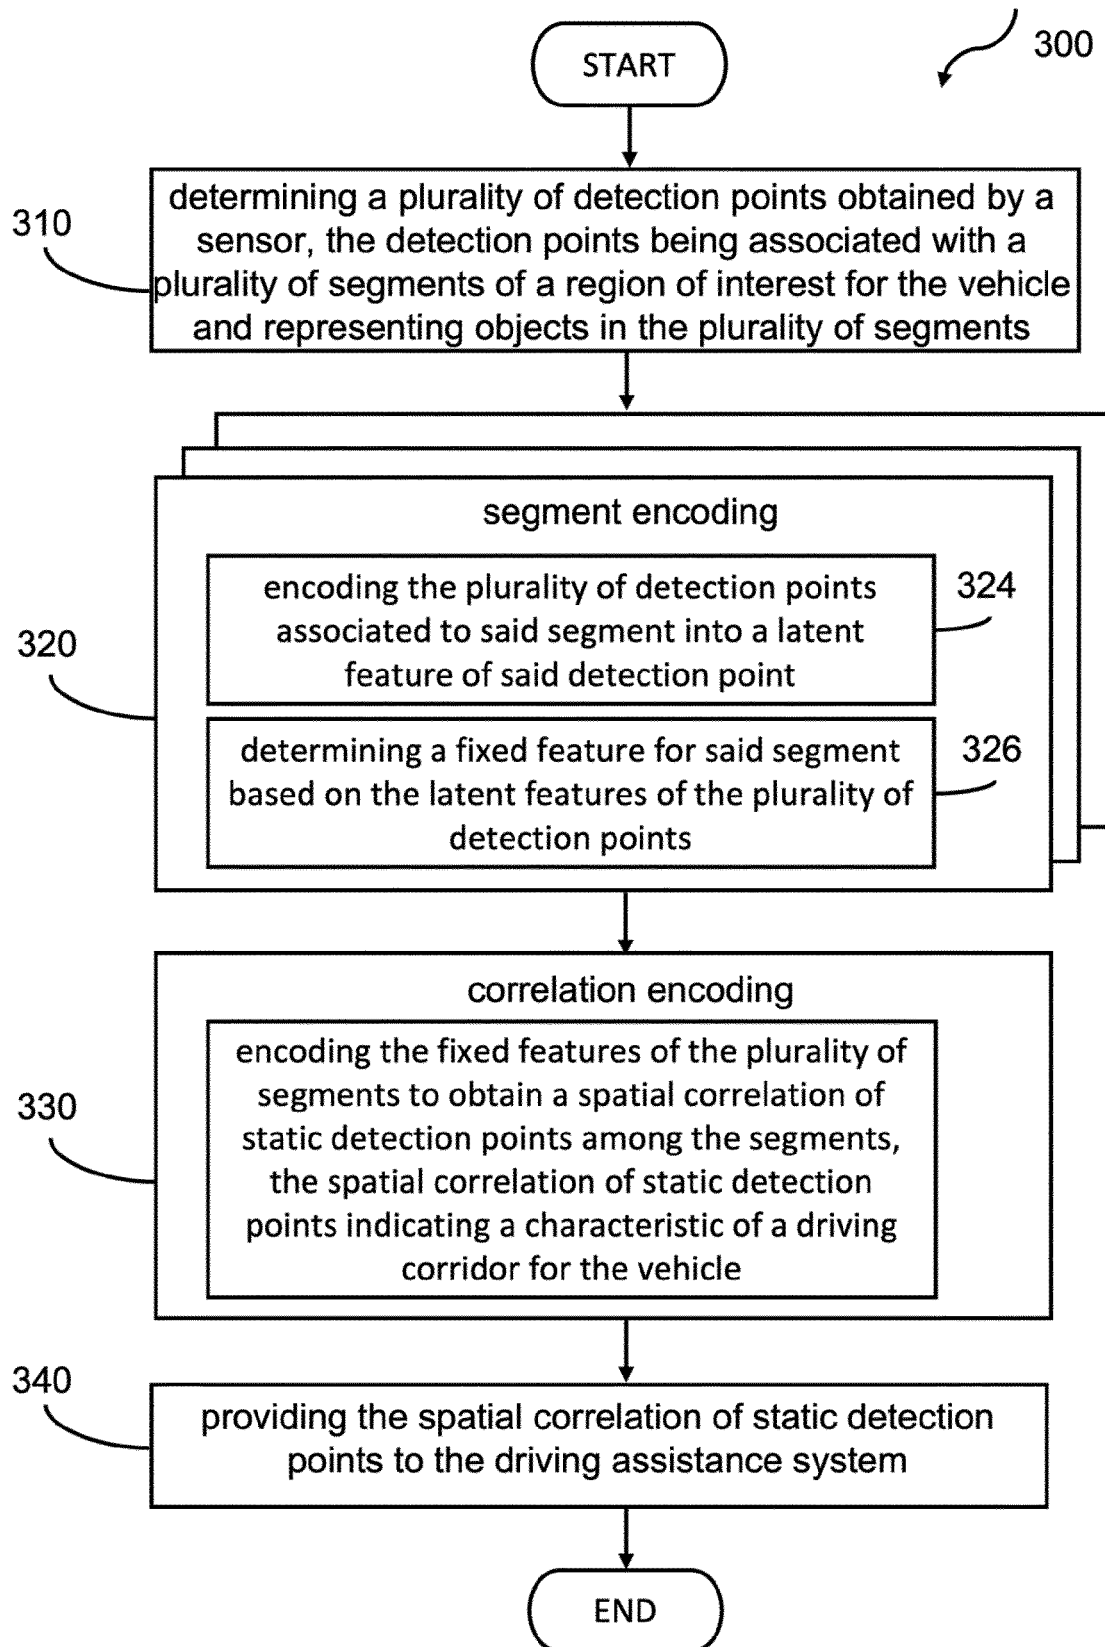 300
START
310
determining a plurality of detection points obtained by a
sensor, the detection points being associated with a
plurality of segments of a region of interest for the vehicle
and representing objects in the plurality of segments
segment encoding
320
encoding the plurality of detection points
associated to said segment into a latent
feature of said detection point
324
determining a fixed feature for said segment
based on the latent features of the plurality of
detection points
326
correlation encoding
330
encoding the fixed features of the plurality of
segments to obtain a spatial correlation of
static detection points among the segments,
the spatial correlation of static detection
points indicating a characteristic of a driving
corridor for the vehicle
340
providing the spatial correlation of static detection
points to the driving assistance system
END